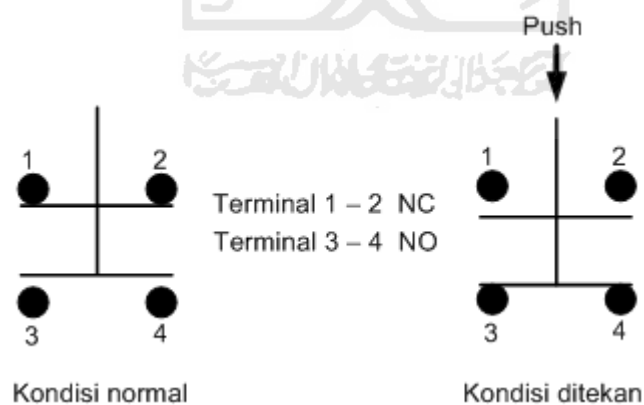 Push
1 2
1 2
Terminal 1 – 2 NC
Terminal 3 – 4 NO
3 4
3 4
Kondisi normal
Kondisi ditekan